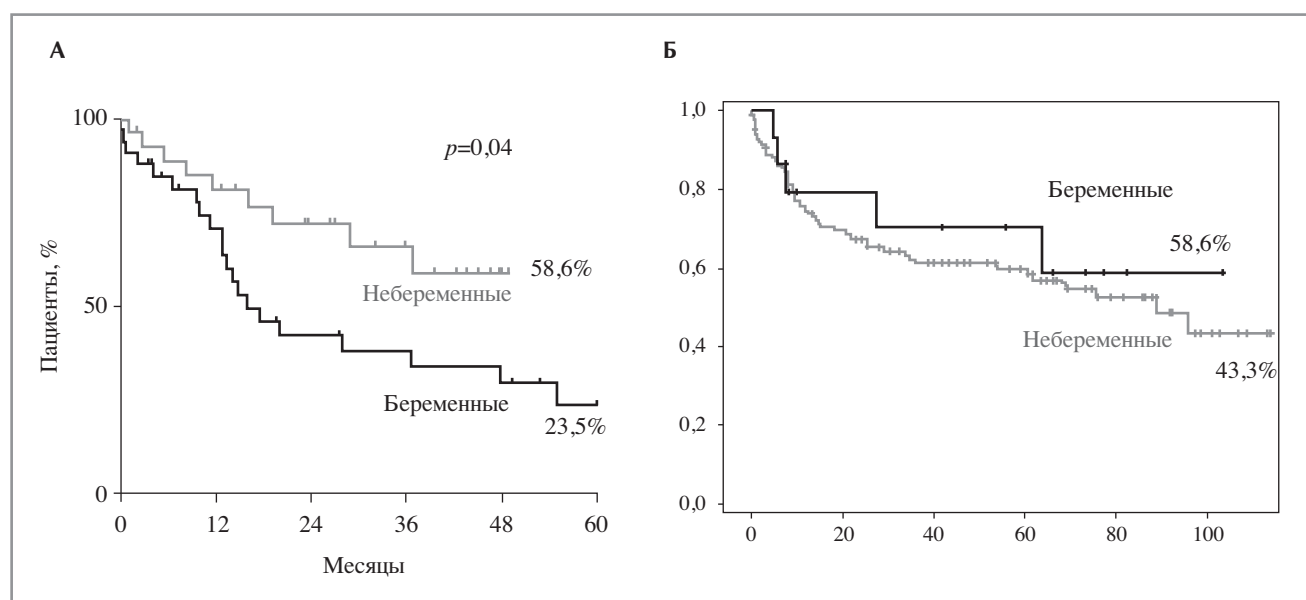 А
Б
100
50
0
Пациенты, %
p=0,04
58,6%
Небеременные
Беременные
23,5%
0 12 24 36 48 60
Месяцы
1,0
0,8
0,6
0,4
0,2
0,0
Беременные
58,6%
Небеременные
43,3%
0 20 40 60 80 100